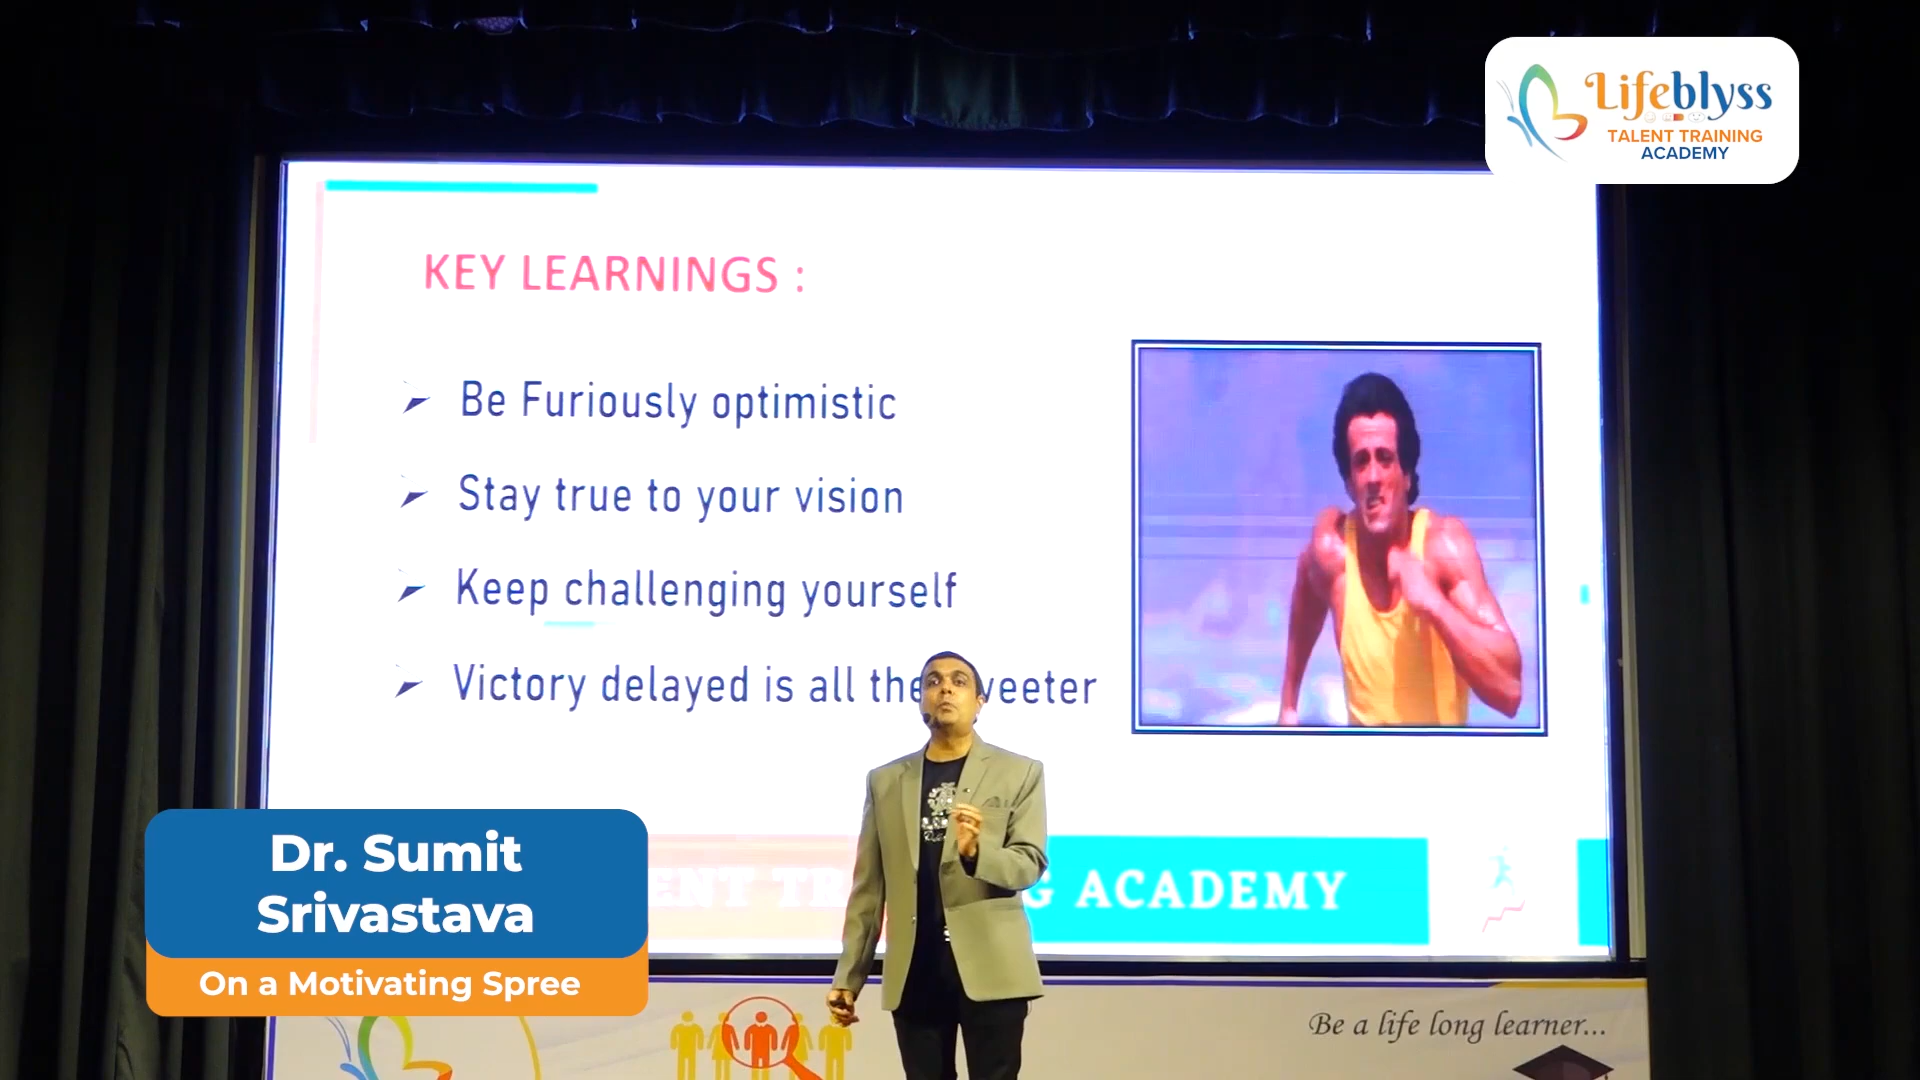 Lifeblyss
TALENT TRAINING
ACADEMY
KEY LEARNINGS :
Be Furiously optimistic
Stay true to your vision
Keep challenging yourself
Victory delayed is all the
ACADEMY
Dr. Sumit
Srivastava
On a Motivating Spree
Be a life long learner...